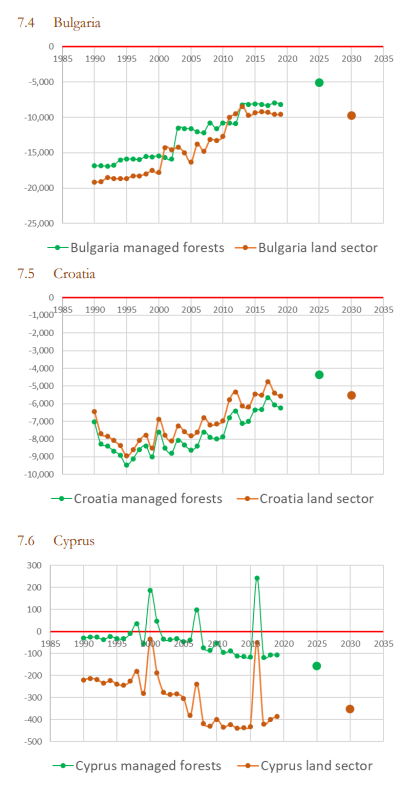 7.4 Bulgaria
0
1985 1990 1995 2000 2005 2010 2015 2020 2025 2030 2035
-5,000
-10,000
-15,000
-20,000
-25,000
Bulgaria managed forests Bulgaria land sector
7.5 Croatia
0
1985 1990 1995 2000 2005 2010 2015 2020 2025 2030 2035
-1,000
-2,000
-3,000
-4,000
-5,000
-6,000
-7,000
-8,000
-9,000
-10,000
Croatia managed forests Croatia land sector
7.6 Cyprus
300
200
100
0
1985 1990 1995 2000 2005 2010 2015 2020 2025 2030 2035
-100
-200
-300
-400
-500
Cyprus managed forests Cyprus land sector